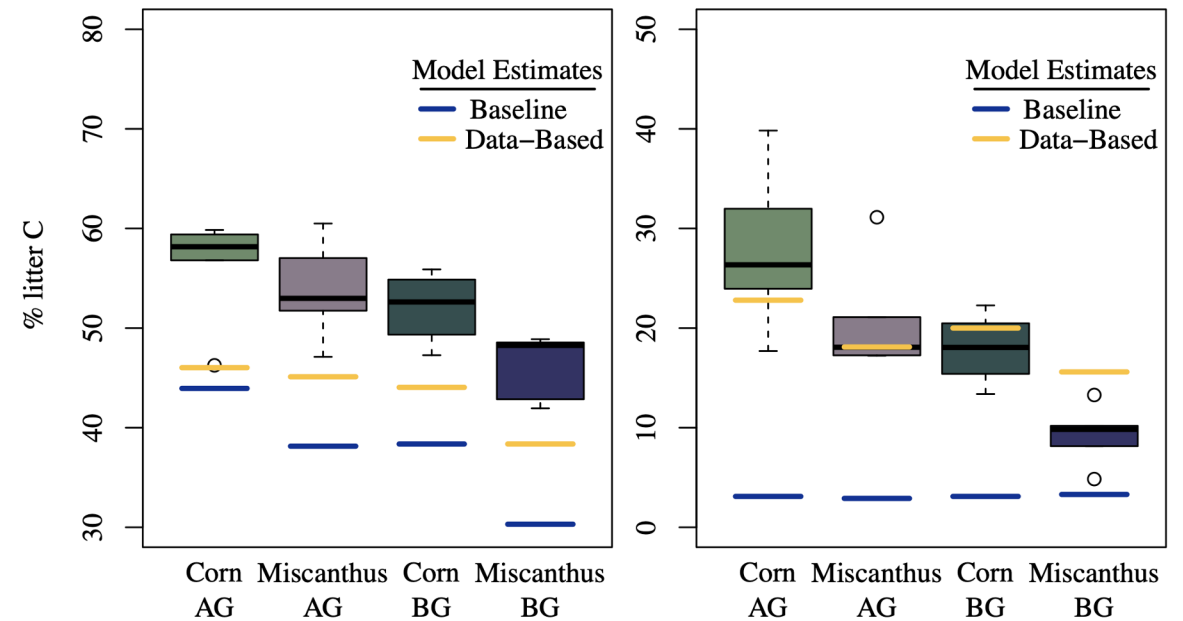 % litter C
80
70
60
50
40
30
Model Estimates
Baseline
Data−Based
Corn AG
Miscanthus AG
Corn BG
Miscanthus BG
50
40
30
20
10
0
Model Estimates
Baseline
Data−Based
Corn AG
Miscanthus AG
Corn BG
Miscanthus BG